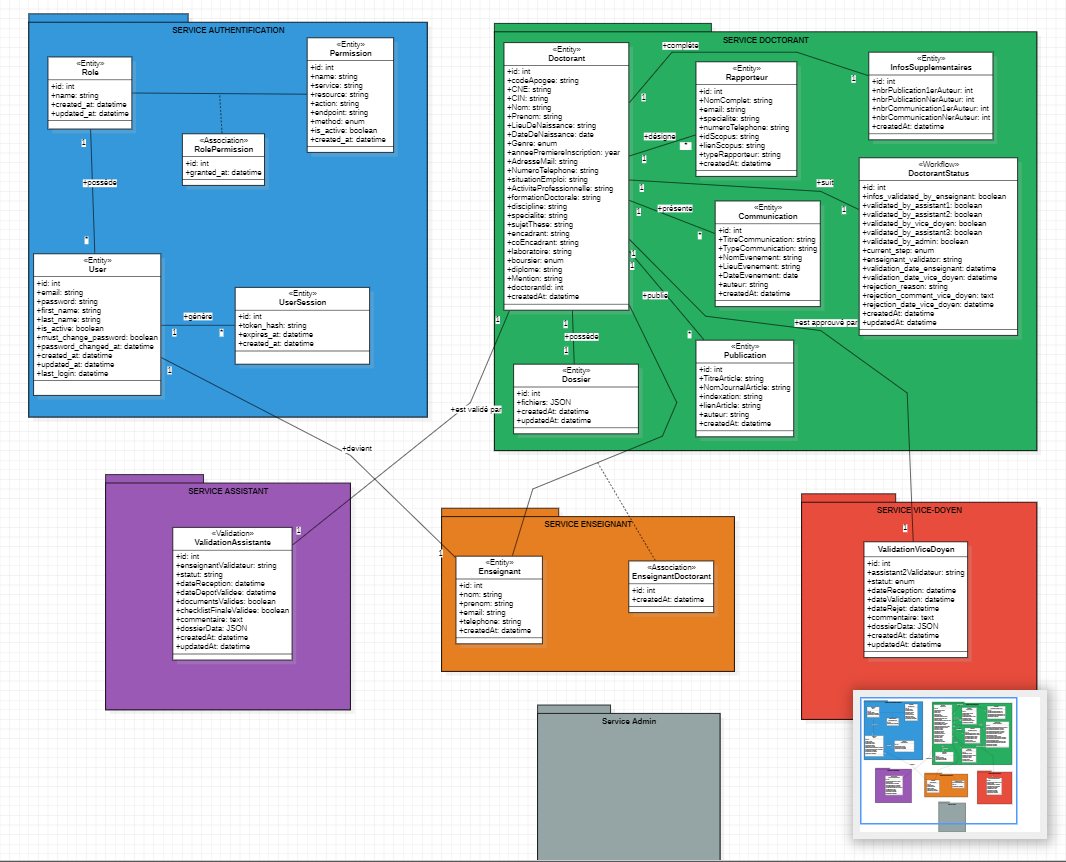 SERVICE AUTHENTIFICATION
«Entity»
Role
+id: int
+name: string
+created_at: datetime
+updated_at: datetime
«Entity»
Permission
+id: int
+name: string
+service: string
+resource: string
+action: string
+endpoint: string
+method: enum
+is_active: boolean
+created_at: datetime
«Association»
RolePermission
+id: int
+granted_at: datetime
1
+possède
*
«Entity»
User
+id: int
+email: string
+password: string
+first_name: string
+last_name: string
+is_active: boolean
+must_change_password: boolean
+password_changed_at: datetime
+created_at: datetime
+updated_at: datetime
+last_login: datetime
+génère
1
*
«Entity»
UserSession
+id: int
+token_hash: string
+expires_at: datetime
+created_at: datetime
1
+devient
1
SERVICE DOCTORANT
«Entity»
Doctorant
+id: int
+codeApogee: string
+CNE: string
+CIN: string
+Nom: string
+Prenom: string
+LieuDeNaissance: string
+DateDeNaissance: date
+Genre: enum
+anneePremiereInscription: year
+AdresseMail: string
+NumeroTelephone: string
+situationEmploi: string
+ActiviteProfessionnelle: string
+formationDoctorale: string
+discipline: string
+specialite: string
+sujetThese: string
+encadrant: string
+coEncadrant: string
+laboratoire: string
+boursier: enum
+diplome: string
+Mention: string
+doctorantId: int
+createdAt: datetime
+complète
1
1
«Entity»
Rapporteur
+id: int
+NomComplet: string
+email: string
+specialite: string
+numeroTelephone: string
+idScopus: string
+lienScopus: string
+typeRapporteur: string
+createdAt: datetime
«Entity»
InfosSupplementaires
+id: int
+nbrPublication1erAuteur: int
+nbrPublicationNerAuteur: int
+nbrCommunication1erAuteur: int
+nbrCommunicationNerAuteur: int
+createdAt: datetime
+désigne
1
*
+suit
1
1
«Workflow»
DoctorantStatus
+id: int
+infos_validated_by_enseignant: boolean
+validated_by_assistant1: boolean
+validated_by_assistant2: boolean
+validated_by_vice_doyen: boolean
+validated_by_assistant3: boolean
+validated_by_admin: boolean
+current_step: enum
+enseignant_validator: string
+validation_date_enseignant: datetime
+validation_date_vice_doyen: datetime
+rejection_reason: string
+rejection_comment_vice_doyen: text
+rejection_date_vice_doyen: datetime
+createdAt: datetime
+updatedAt: datetime
+présente
1
*
«Entity»
Communication
+id: int
+TitreCommunication: string
+TypeCommunication: string
+NomEvenement: string
+LieuEvenement: string
+DateEvenement: date
+auteur: string
+createdAt: datetime
1
1
+publie
*
+est approuvé par
«Entity»
Publication
+id: int
+TitreArticle: string
+NomJournalArticle: string
+indexation: string
+lienArticle: string
+auteur: string
+createdAt: datetime
1
1
+possède
1
«Entity»
Dossier
+id: int
+fichiers: JSON
+createdAt: datetime
+updatedAt: datetime
+est validé par
SERVICE ASSISTANT
«Validation»
ValidationAssistante
+id: int
+enseignantValidateur: string
+statut: string
+dateReception: datetime
+dateDepotValidee: datetime
+documentsValides: boolean
+checklistFinaleValidee: boolean
+commentaire: text
+dossierData: JSON
+createdAt: datetime
+updatedAt: datetime
1
SERVICE ENSEIGNANT
«Entity»
Enseignant
+id: int
+nom: string
+prenom: string
+email: string
+telephone: string
+createdAt: datetime
«Association»
EnseignantDoctorant
+id: int
+createdAt: datetime
SERVICE VICE-DOYEN
1
ValidationViceDoyen
+id: int
+assistant2Validateur: string
+statut: enum
+dateReception: datetime
+dateValidation: datetime
+dateRejet: datetime
+commentaire: text
+dossierData: JSON
+createdAt: datetime
+updatedAt: datetime
Service Admin